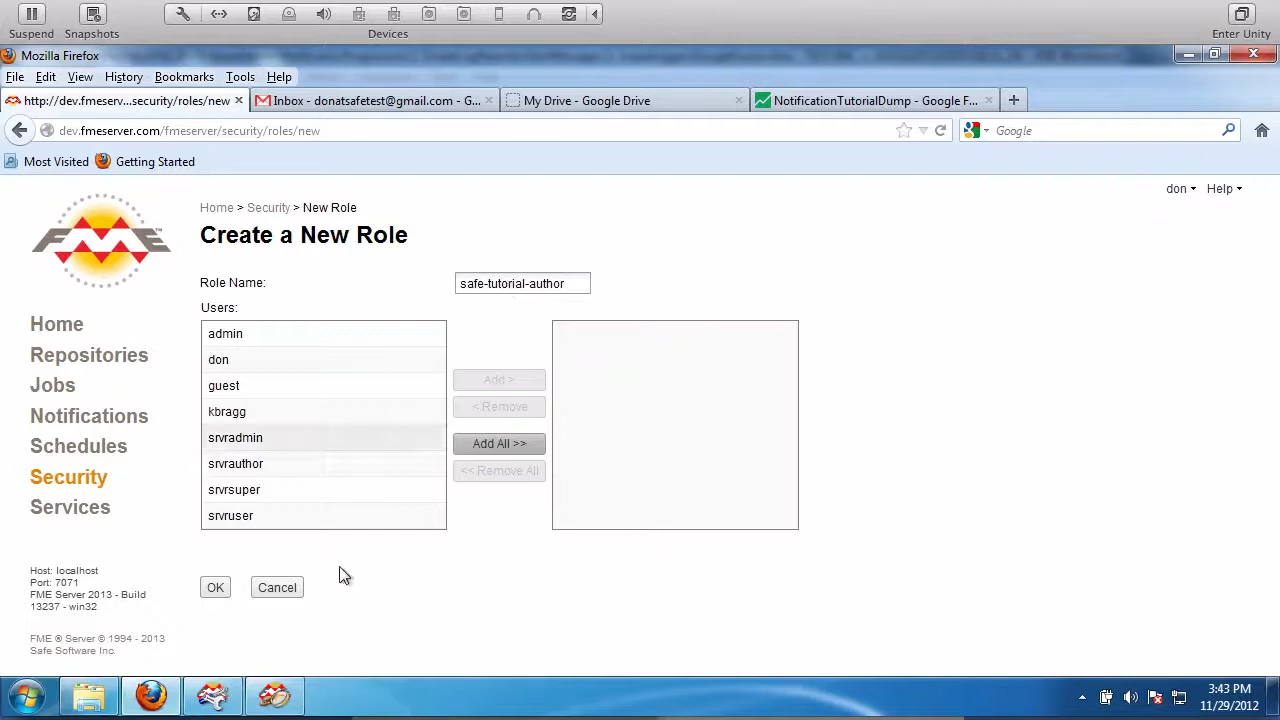 Suspend
Snapshots
Devices
Enter Unity
Mozilla Firefox
File Edit View History Bookmarks Tools Help
http://dev.fmeserv...security/roles/new
Inbox - donatsafetest@gmail.com - G...
My Drive - Google Drive
NotificationTutorialDump - Google F...
dev.fmeserver.com/fmeserver/security/roles/new
Google
Most Visited
Getting Started
don
Help
FME
Home > Security > New Role
Create a New Role
Role Name:
safe-tutorial-author
Users:
admin
don
guest
kbragg
srvradmin
srvrauthor
srvrsuper
srvruser
Add >
< Remove
Add All >>
<< Remove All
OK
Cancel
Home
Repositories
Jobs
Notifications
Schedules
Security
Services
Host: localhost
Port: 7071
FME Server 2013 - Build
13237 - win32
FME ® Server © 1994 - 2013
Safe Software Inc.
3:43 PM
11/29/2012